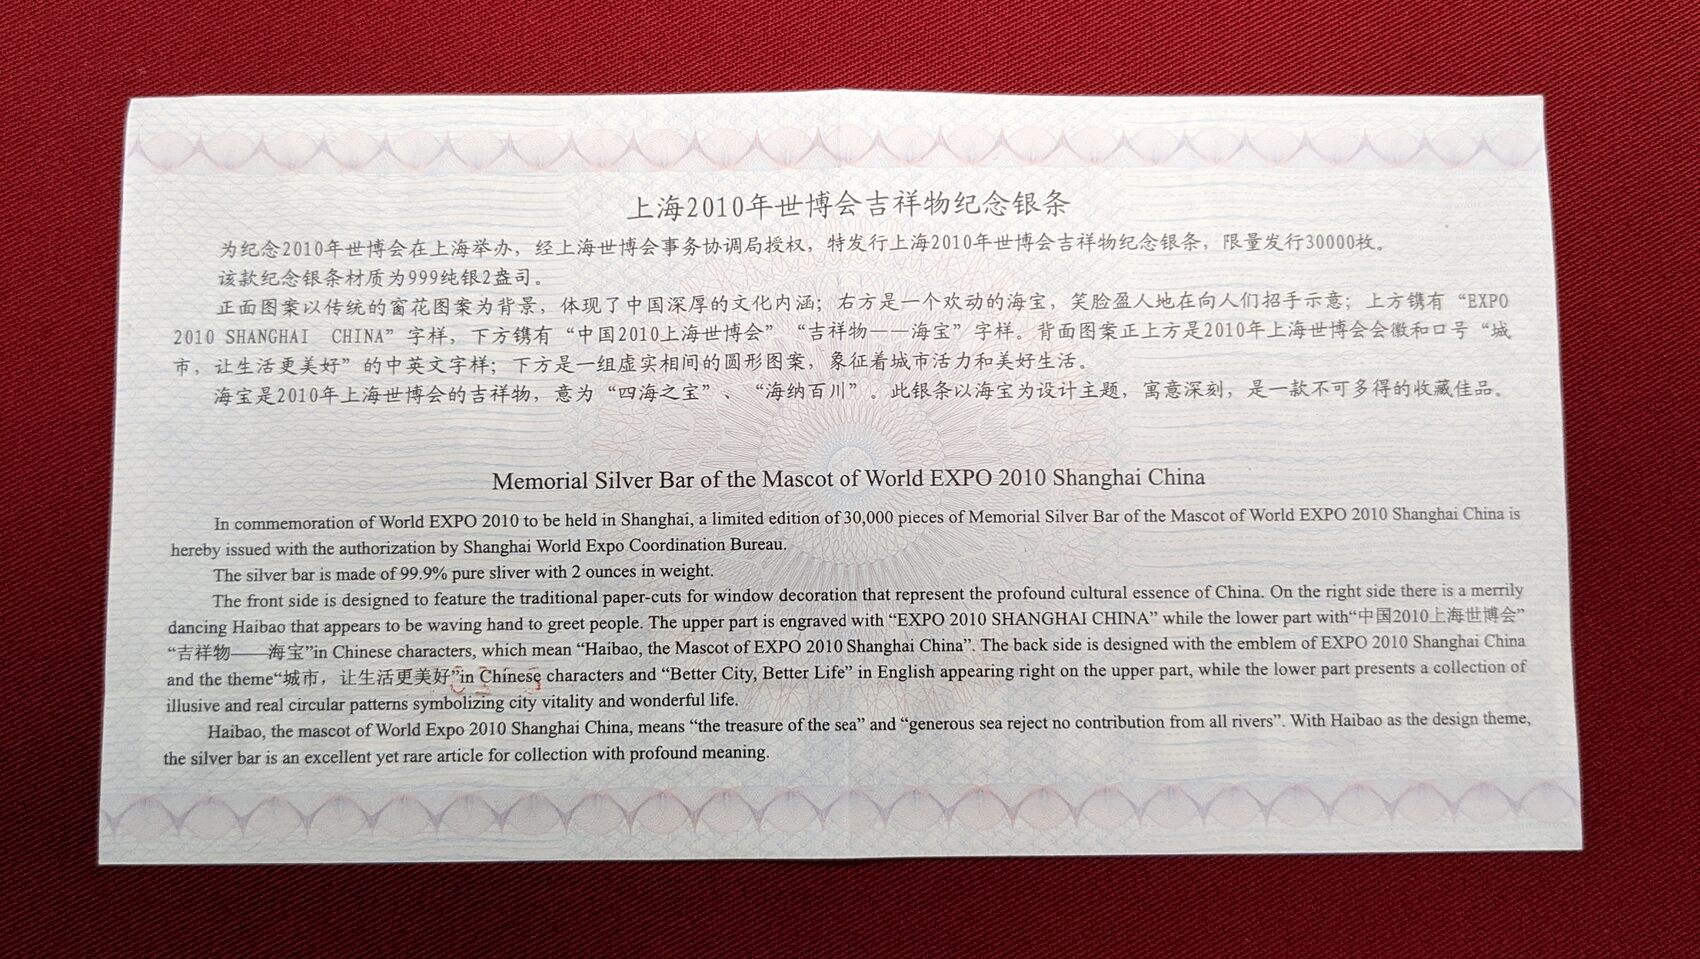 上海2010年世博会吉祥物纪念银条
为纪念2010年世博会在上海举办，经上海世博会事务协调局授权，特发行上海2010年世博会吉祥物纪念银条，限量发行30000枚。
该款纪念银条材质为999纯银2盎司。
正面图案以传统的窗花图案为背景，体现了中国深厚的文化内涵；右方是一个欢动的海宝，笑脸盈人地在向人们招手示意；上方镌有“EXPO
2010 SHANGHAI CHINA”字样，下方镌有“中国2010上海世博会”“吉祥物——海宝”字样。背面图案正上方是2010年上海世博会会徽和口号“城
市，让生活更美好”的中英文字样；下方是一组虚实相间的圆形图案，象征着城市活力和美好生活。
海宝是2010年上海世博会的吉祥物，意为“四海之宝”、“海纳百川”。此银条以海宝为设计主题，寓意深刻，是一款不可多得的收藏佳品。
Memorial Silver Bar of the Mascot of World EXPO 2010 Shanghai China
In commemoration of World EXPO 2010 to be held in Shanghai, a limited edition of 30,000 pieces of Memorial Silver Bar of the Mascot of World EXPO 2010 Shanghai China is
hereby issued with the authorization by Shanghai World Expo Coordination Bureau.
The silver bar is made of 99.9% pure sliver with 2 ounces in weight.
The front side is designed to feature the traditional paper-cuts for window decoration that represent the profound cultural essence of China. On the right side there is a merrily
dancing Haibao that appears to be waving hand to greet people. The upper part is engraved with “EXPO 2010 SHANGHAI CHINA” while the lower part with“中国2010上海世博会”
“吉祥物——海宝”in Chinese characters, which mean “Haibao, the Mascot of EXPO 2010 Shanghai China”. The back side is designed with the emblem of EXPO 2010 Shanghai China
and the theme“城市，让生活更美好”in Chinese characters and “Better City, Better Life” in English appearing right on the upper part, while the lower part presents a collection of
illusive and real circular patterns symbolizing city vitality and wonderful life.
Haibao, the mascot of World Expo 2010 Shanghai China, means “the treasure of the sea” and “generous sea reject no contribution from all rivers”. With Haibao as the design theme,
the silver bar is an excellent yet rare article for collection with profound meaning.